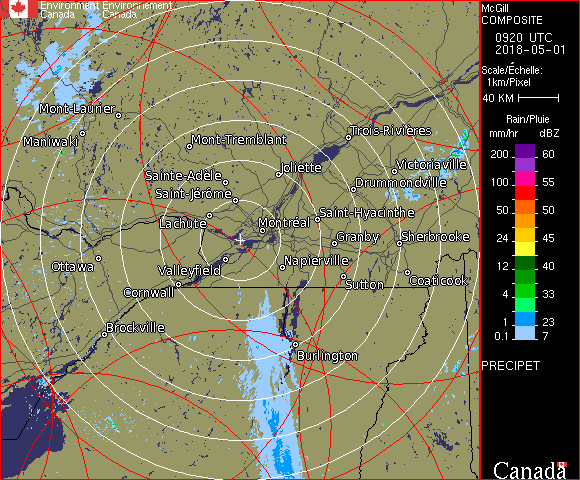 Environment Environnement
Canada Canada
McGill
COMPOSITE
0920 UTC
2018-05-01
Scale/Échelle:
1km/Pixel
40 KM
Rain/Pluie
mm/hr dBZ
200 60
100 55
50 50
24 45
12 40
4 33
1 23
0.1 7
PRECIPET
Canada
Mont-Laurier
Maniwaki
Mont-Tremblant
Trois-Rivières
Sainte-Adèle
Joliette
Victoriaville
Saint-Jérôme
Drummondville
Lachute
Montréal
Saint-Hyacinthe
Granby
Sherbrooke
Ottawa
Valleyfield
Napierville
Cornwall
Sutton
Coaticook
Brockville
Burlington